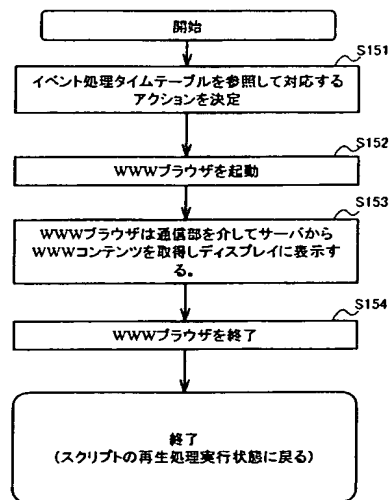 開始
S151
イベント処理タイムテーブルを参照して対応する
アクションを決定
S152
WWWブラウザを起動
S153
WWWブラウザは通信部を介してサーバから
WWWコンテンツを取得しディスプレイに表示す
る。
S154
WWWブラウザを終了
終了
(スクリプトの再生処理実行状態に戻る)